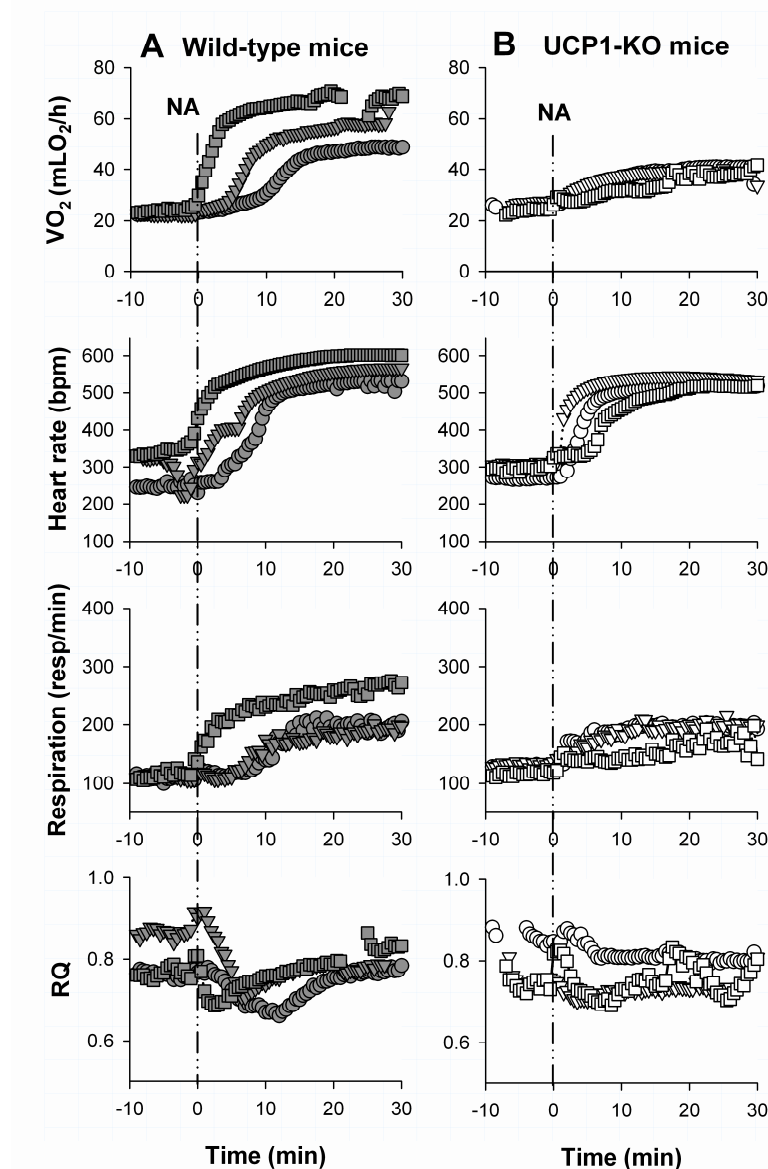 A Wild-type mice
B UCP1-KO mice
VO2 (mLO2/h)
80
60
40
20
0
NA
-10 0 10 20 30
80
60
40
20
0
NA
-10 0 10 20 30
Heart rate (bpm)
600
500
400
300
200
100
-10 0 10 20 30
600
500
400
300
200
100
-10 0 10 20 30
Respiration (resp/min)
400
300
200
100
-10 0 10 20 30
400
300
200
100
-10 0 10 20 30
RQ
1.0
0.8
0.6
-10 0 10 20 30
Time (min)
1.0
0.8
0.6
-10 0 10 20 30
Time (min)